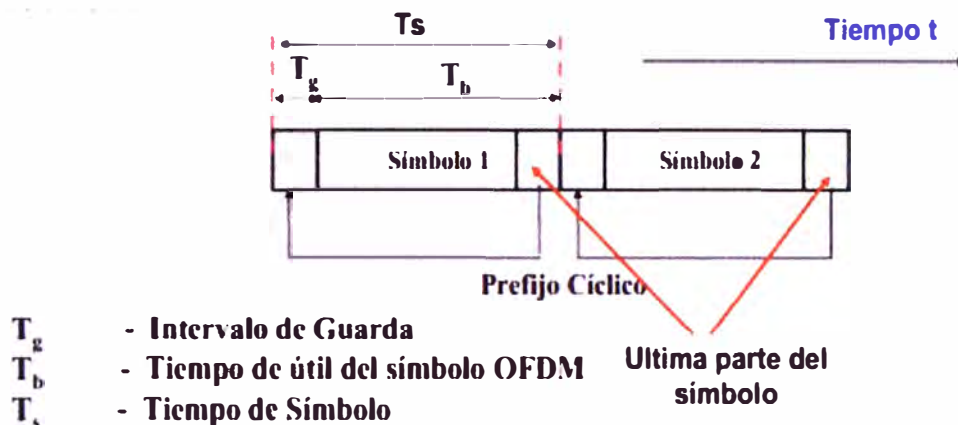 Ts
Tiempo t
Tg
Tb
Símbolo 1
Símbolo 2
Prefijo Cíclico
Tg - Intervalo de Guarda
Tb - Tiempo de útil del símbolo OFDM
Ts - Tiempo de Símbolo
Ultima parte del
símbolo